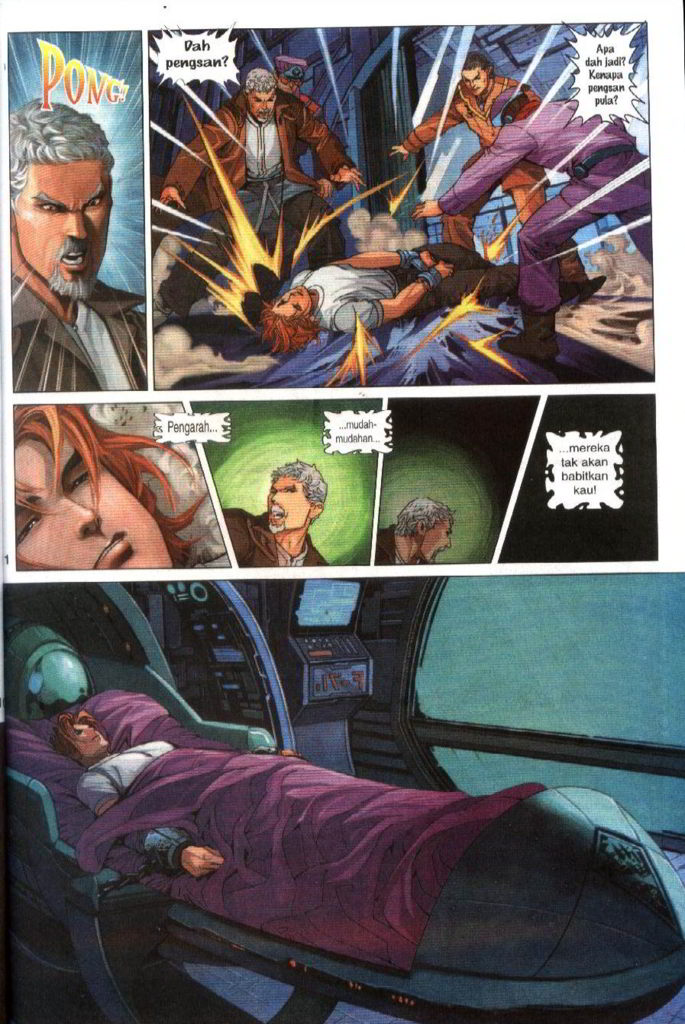 PONG!!
Dah
pengsan?
Apa
dah jadi?
Kenapa
pengsan
pula?
Pengarah...
...mudah-
mudahan...
...mereka
tak akan
babitkan
kau!